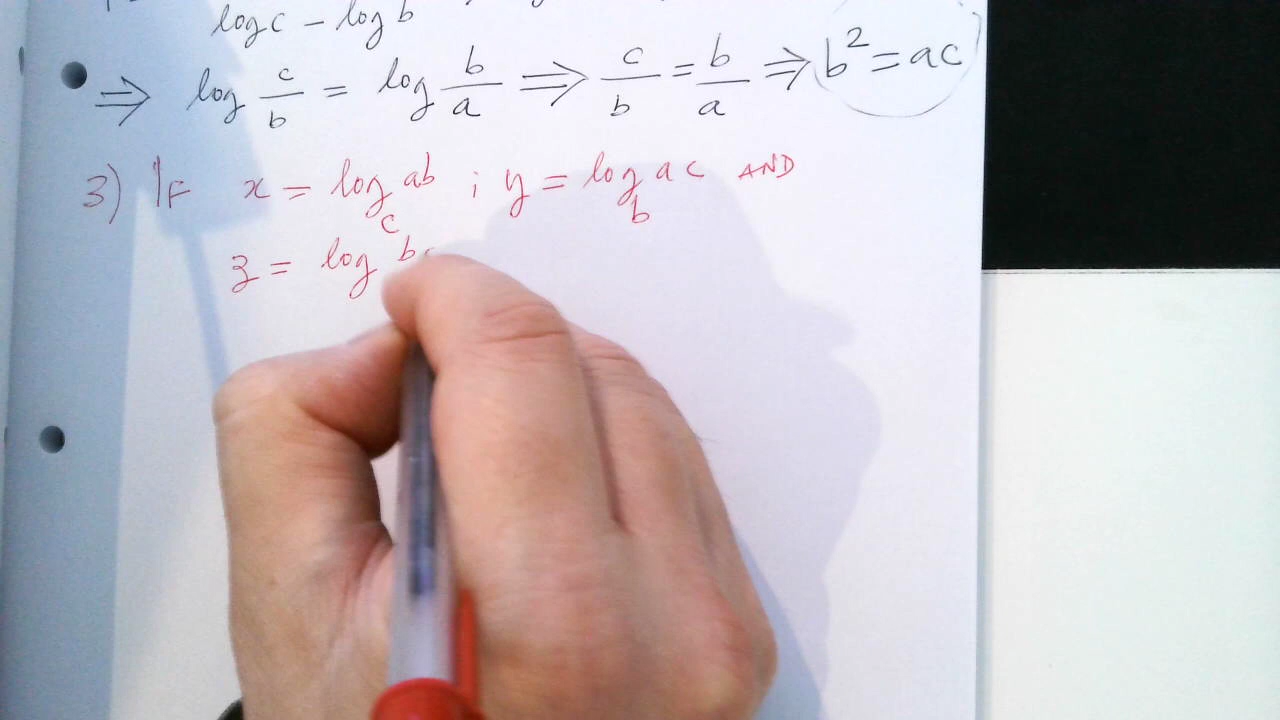 log c - log b
⇒ log c/b = log b/a ⇒ c/b = b/a ⇒ b² = ac
3) IF x = log_c ab ; y = log_b ac AND
z = log b